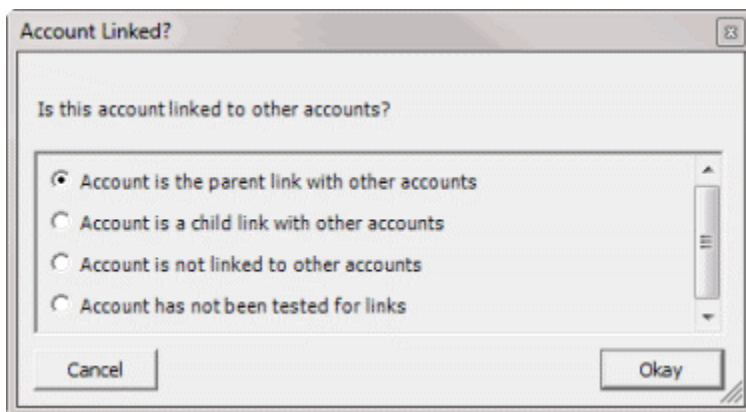 Account Linked?
Is this account linked to other accounts?
Account is the parent link with other accounts
Account is a child link with other accounts
Account is not linked to other accounts
Account has not been tested for links
Cancel
Okay